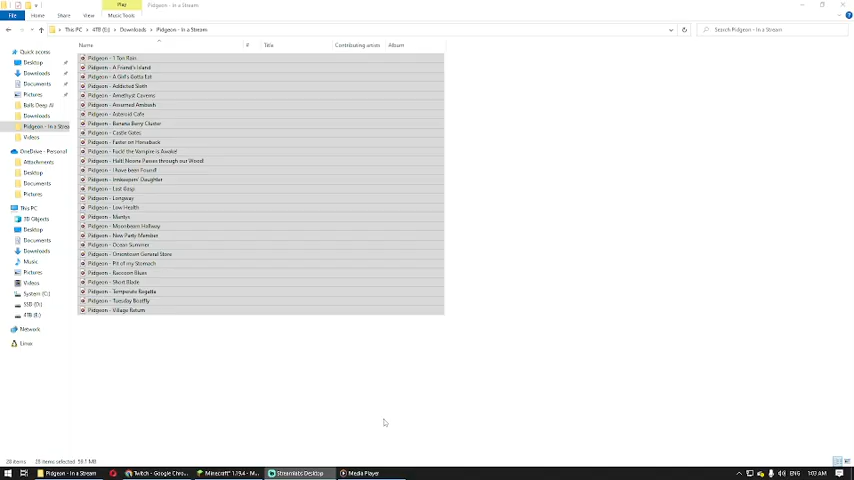 Play
Pidgeon - In a Stream
File
Home
Share
View
Music Tools
This PC
4TB (E:)
Downloads
Pidgeon - In a Stream
Search Pidgeon - In a Stream
Name
#
Title
Contributing artists
Album
Quick access
Desktop
Downloads
Documents
Pictures
Balls Deep AI
Downloads
Pidgeon - In a Strea
Videos
OneDrive - Personal
Attachments
Desktop
Documents
Pictures
This PC
3D Objects
Desktop
Documents
Downloads
Music
Pictures
Videos
System (C:)
SSD (D:)
4TB (E:)
Network
Linux
Pidgeon - 1 Ton Rain
Pidgeon - A Friend's Island
Pidgeon - A Girl's Gotta Eat
Pidgeon - Addicted Sloth
Pidgeon - Amethyst Caverns
Pidgeon - Assumed Ambush
Pidgeon - Asteroid Cafe
Pidgeon - Banana Berry Cluster
Pidgeon - Castle Gates
Pidgeon - Faster on Horseback
Pidgeon - Fuck! the Vampire is Awake!
Pidgeon - Halt! Noone Passes through our Wood!
Pidgeon - I have been Found!
Pidgeon - Innkeepers' Daughter
Pidgeon - Last Gasp
Pidgeon - Longway
Pidgeon - Low Health
Pidgeon - Mantys
Pidgeon - Moonbeam Hallway
Pidgeon - New Party Member
Pidgeon - Ocean Summer
Pidgeon - Oniontown General Store
Pidgeon - Pit of my Stomach
Pidgeon - Raccoon Blues
Pidgeon - Short Blade
Pidgeon - Temperate Regatta
Pidgeon - Tuesday Bossfly
Pidgeon - Village Return
28 items
28 items selected 59.1 MB
Pidgeon - In a Stream
Twitch - Google Chro...
Minecraft* 1.19.4 - M...
Streamlabs Desktop
Media Player
ENG
1:03 AM